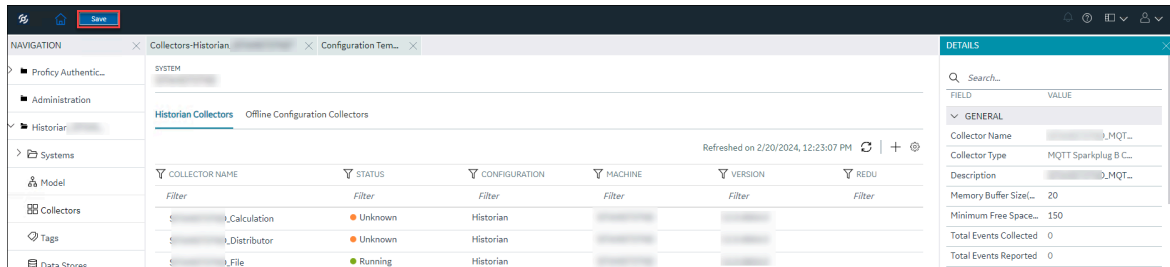 Save
NAVIGATION
Collectors-Historian.
Configuration Tem...
DETAILS
Proficy Authentic...
Administration
Historian
Systems
Model
Collectors
Tags
Data Stores
SYSTEM
Historian Collectors Offline Configuration Collectors
Refreshed on 2/20/2024, 12:23:07 PM
COLLECTOR NAME STATUS CONFIGURATION MACHINE VERSION REDU
Filter Filter Filter Filter Filter Filter
_Calculation Unknown Historian
_Distributor Unknown Historian
_File Running Historian
Search...
FIELD VALUE
GENERAL
Collector Name _MQT...
Collector Type MQTT Sparkplug B C...
Description _MQT...
Memory Buffer Size(... 20
Minimum Free Space... 150
Total Events Collected 0
Total Events Reported 0